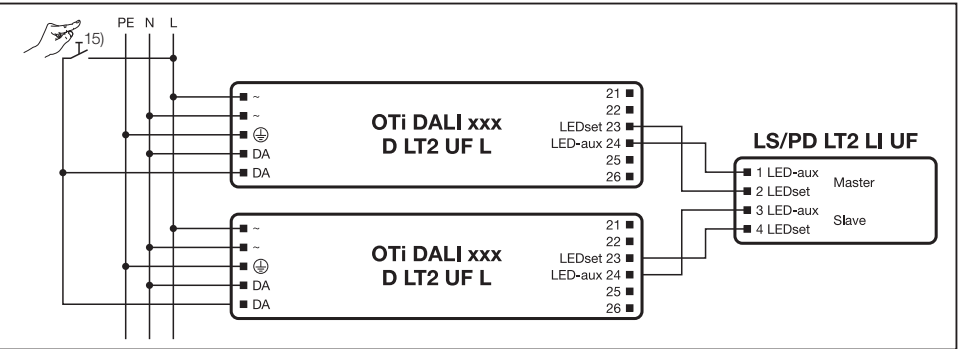 PE N L
15)
~
~
DA
DA
OTi DALI xxx
D LT2 UF L
21
22
LEDset 23
LED-aux 24
25
26
LS/PD LT2 LI UF
1 LED-aux
2 LEDset
Master
3 LED-aux
4 LEDset
Slave
~
~
DA
DA
OTi DALI xxx
D LT2 UF L
21
22
LEDset 23
LED-aux 24
25
26